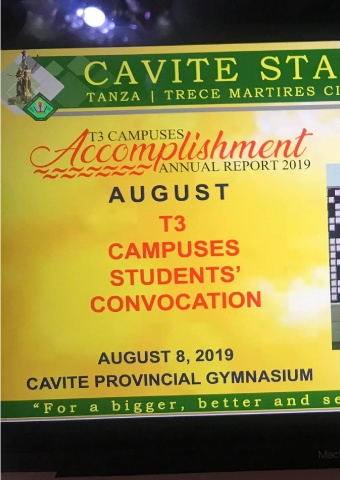 CAVITE STA
TANZA | TRECE MARTIRES CI
T3 CAMPUSES
Accomplishment
ANNUAL REPORT 2019
AUGUST
T3
CAMPUSES
STUDENTS'
CONVOCATION
AUGUST 8, 2019
CAVITE PROVINCIAL GYMNASIUM
"For a bigger, better and se
Mac